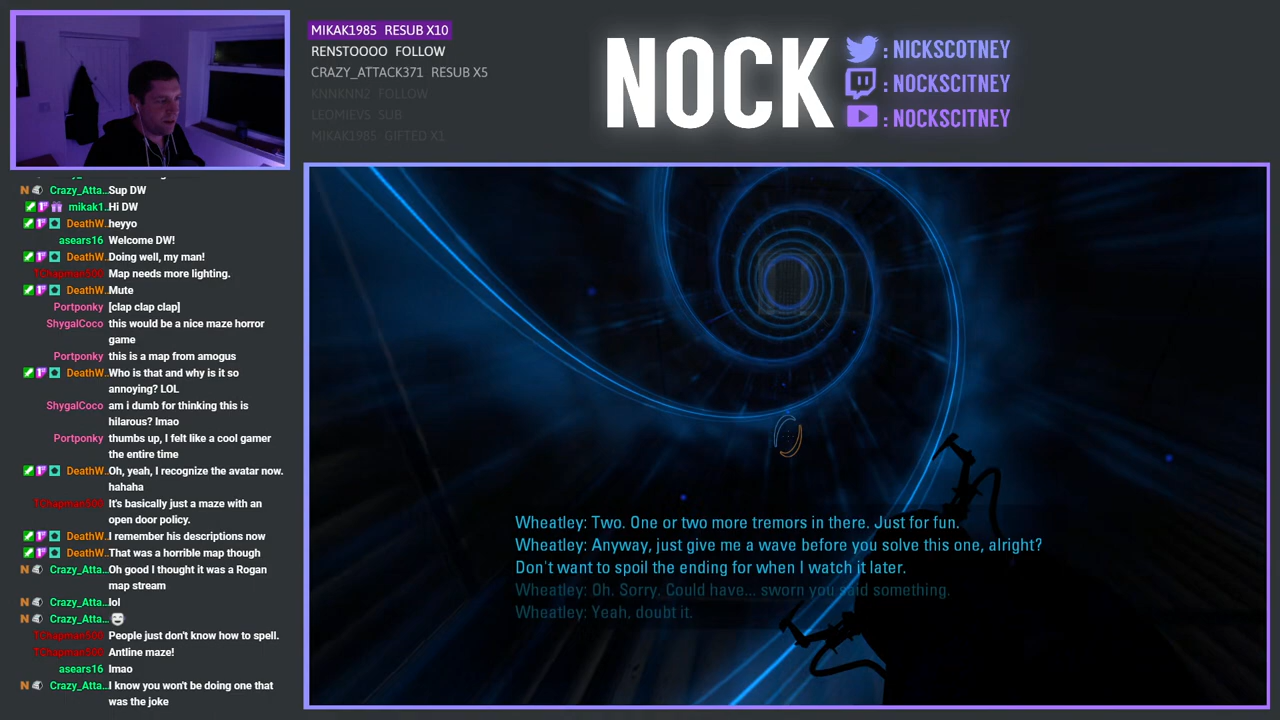 MIKAK1985 RESUB X10
RENSTOOOO FOLLOW
CRAZY_ATTACK371 RESUB X5
KNNKNN2 FOLLOW
LEOMIEVS SUB
MIKAK1985 GIFTED X1
NOCK
: NICKSCOTNEY
: NOCKSCITNEY
: NOCKSCITNEY
N Crazy_Atta... Sup DW
mikak1... Hi DW
DeathW... heyyo
asears16 Welcome DW!
DeathW... Doing well, my man!
TChapman500 Map needs more lighting.
DeathW... Mute
Portponky [clap clap clap]
ShygalCoco this would be a nice maze horror
game
Portponky this is a map from amogus
DeathW... Who is that and why is it so
annoying? LOL
ShygalCoco am i dumb for thinking this is
hilarous? lmao
Portponky thumbs up, I felt like a cool gamer
the entire time
DeathW... Oh, yeah, I recognize the avatar now.
hahaha
TChapman500 It's basically just a maze with an
open door policy.
DeathW... I remember his descriptions now
DeathW... That was a horrible map though
N Crazy_Atta... Oh good I thought it was a Rogan
map stream
N Crazy_Atta... lol
N Crazy_Atta...
TChapman500 People just don't know how to spell.
TChapman500 Antline maze!
asears16 lmao
N Crazy_Atta... I know you won't be doing one that
was the joke
Wheatley: Two. One or two more tremors in there. Just for fun.
Wheatley: Anyway, just give me a wave before you solve this one, alright?
Don't want to spoil the ending for when I watch it later.
Wheatley: Oh. Sorry. Could have... sworn you said something.
Wheatley: Yeah, doubt it.